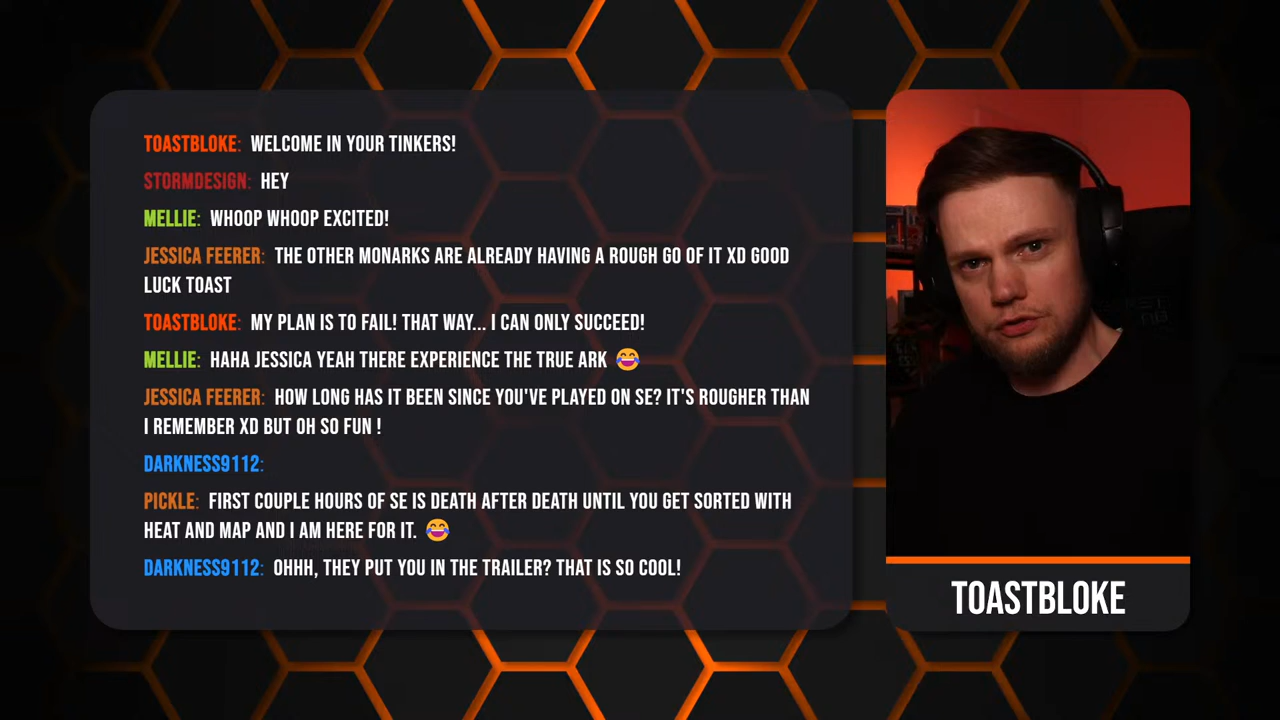 TOASTBLOKE: WELCOME IN YOUR TINKERS!
STORMDESIGN: HEY
MELLIE: WHOOP WHOOP EXCITED!
JESSICA FEERER: THE OTHER MONARKS ARE ALREADY HAVING A ROUGH GO OF IT XD GOOD
LUCK TOAST
TOASTBLOKE: MY PLAN IS TO FAIL! THAT WAY... I CAN ONLY SUCCEED!
MELLIE: HAHA JESSICA YEAH THERE EXPERIENCE THE TRUE ARK 😂
JESSICA FEERER: HOW LONG HAS IT BEEN SINCE YOU'VE PLAYED ON SE? IT'S ROUGHER THAN
I REMEMBER XD BUT OH SO FUN !
DARKNESS9112:
PICKLE: FIRST COUPLE HOURS OF SE IS DEATH AFTER DEATH UNTIL YOU GET SORTED WITH
HEAT AND MAP AND I AM HERE FOR IT. 😂
DARKNESS9112: OHHH, THEY PUT YOU IN THE TRAILER? THAT IS SO COOL!
TOASTBLOKE